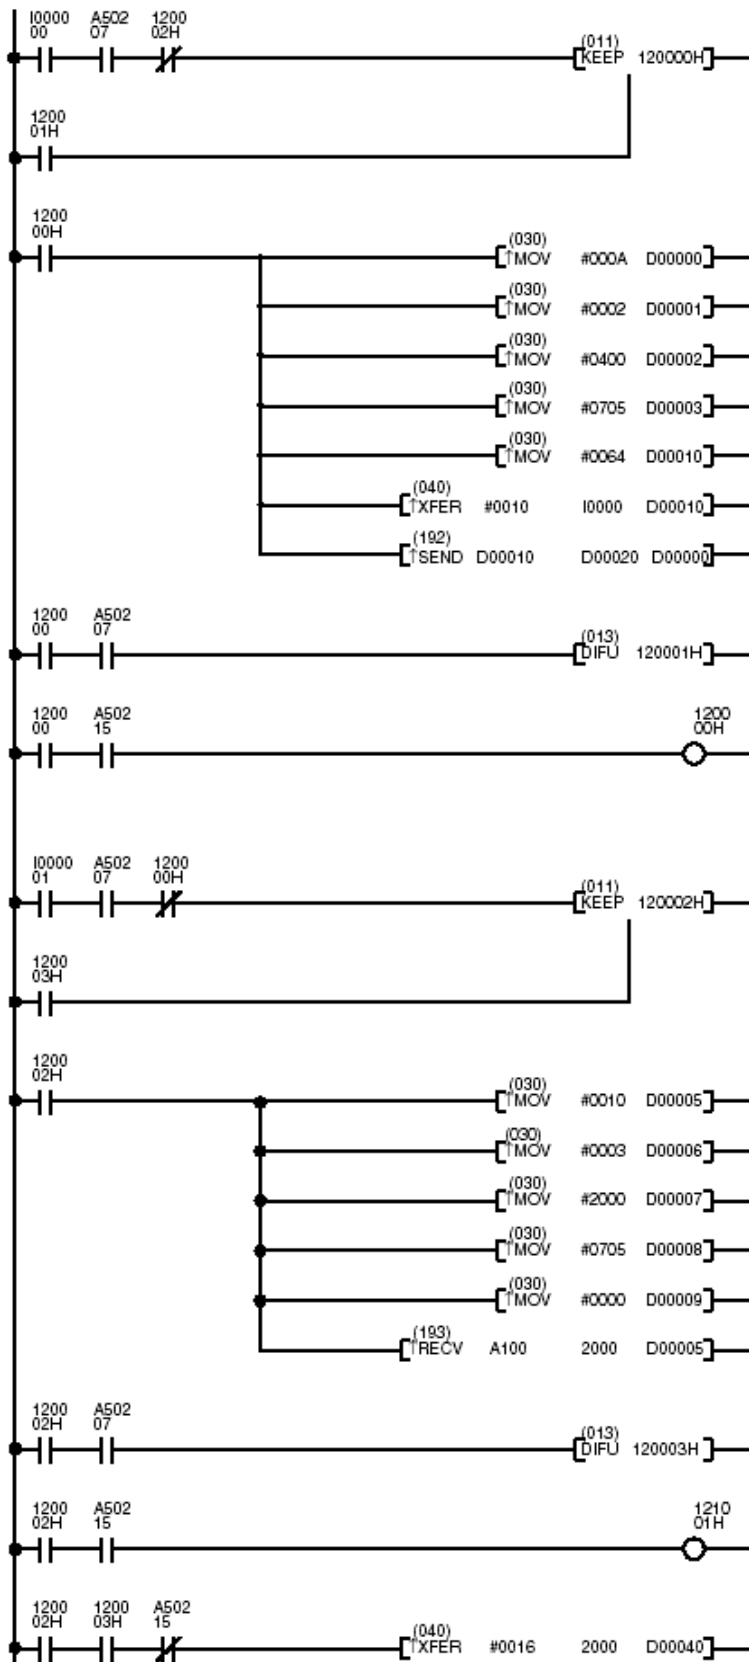 I0000 A502 1200
00 07 02H
(011)
KEEP 120000H
1200
01H
1200
00H
(030)
↑MOV #000A D00000
(030)
↑MOV #0002 D00001
(030)
↑MOV #0400 D00002
(030)
↑MOV #0705 D00003
(030)
↑MOV #0064 D00010
(040)
↑XFER #0010 I0000 D00010
(192)
↑SEND D00010 D00020 D00000
1200 A502
00 07
(013)
DIFU 120001H
1200 A502
00 15
1200
00H
I0000 A502 1200
01 07 00H
(011)
KEEP 120002H
1200
03H
1200
02H
(030)
↑MOV #0010 D00005
(030)
↑MOV #0003 D00006
(030)
↑MOV #2000 D00007
(030)
↑MOV #0705 D00008
(030)
↑MOV #0000 D00009
(193)
↑RECV A100 2000 D00005
1200 A502
02H 07
(013)
DIFU 120003H
1200 A502
02H 15
1210
01H
1200 1200 A502
02H 03H 15
(040)
↑XFER #0016 2000 D00040